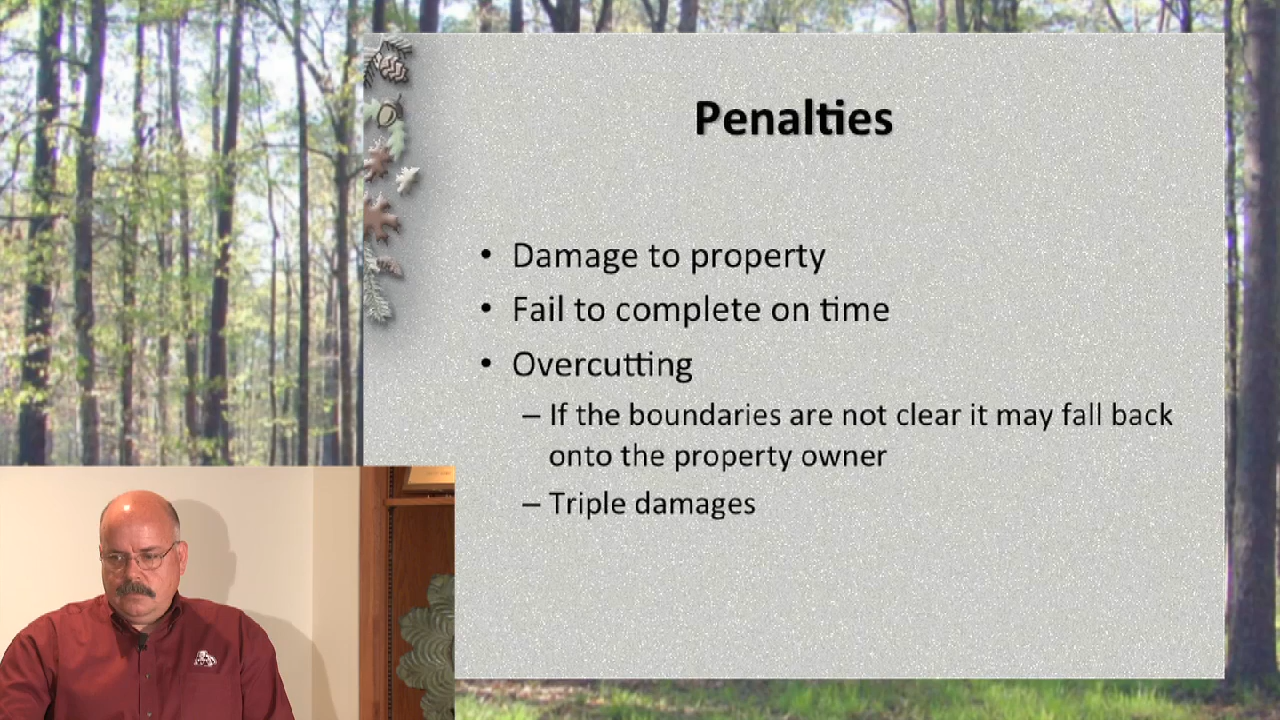 Penalties
• Damage to property
• Fail to complete on time
• Overcutting
– If the boundaries are not clear it may fall back
onto the property owner
– Triple damages